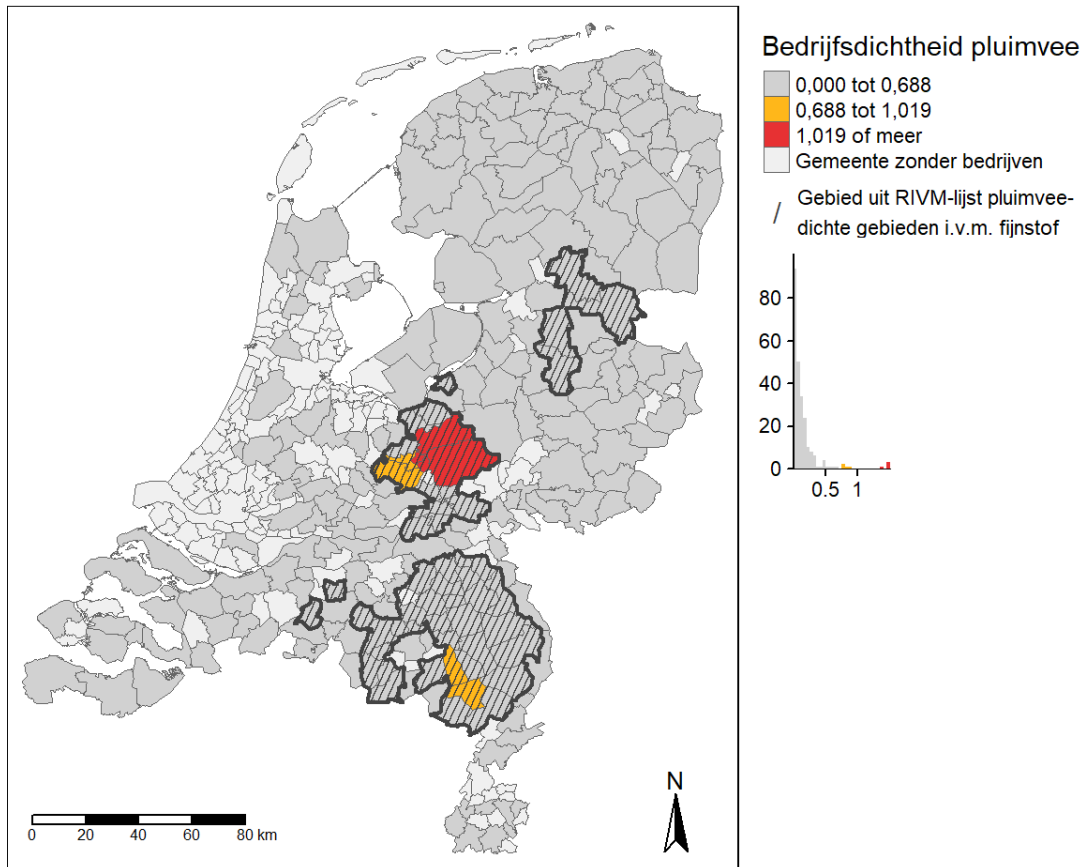 Bedrijfsdichtheid pluimvee
0,000 tot 0,688
0,688 tot 1,019
1,019 of meer
Gemeente zonder bedrijven
Gebied uit RIVM-lijst pluimvee-
dichte gebieden i.v.m. fijnstof
80
60
40
20
0
0.5 1
N
0 20 40 60 80 km